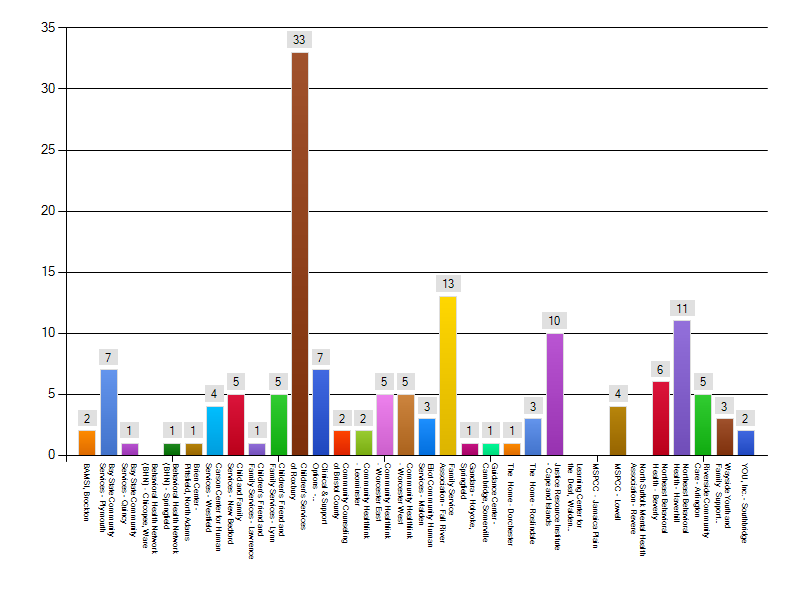 35
30
25
20
15
10
5
0
2
7
1
1
1
4
5
1
5
33
7
2
2
5
5
3
13
1
1
1
3
10
4
6
11
5
3
2
BAMSI, Brockton
Bay State Community
Services - Plymouth
Bay State Community
Services - Quincy
Behavioral Health Network
(BHN) - Chicopee, Ware
Behavioral Health Network
(BHN) - Springfield
Brien Center -
Pittsfield, North Adams
Carson Center for Human
Services - Westfield
Child and Family
Services - New Bedford
Children's Friend and
Family Services - Lawrence
Children's Friend and
Family Services - Lynn
Children's Services
of Roxbury
Clinical & Support
Options - ...
Community Counseling
of Bristol County
Community Healthlink
- Leominster
Community Healthlink
- Worcester East
Community Healthlink
- Worcester West
Eliot Community Human
Services - Malden
Family Service
Association - Fall River
Gandara - Holyoke,
Springfield
Guidance Center -
Cambridge, Somerville
The Home - Dorchester
The Home - Roslindale
Justice Resource Institute
- Cape and Islands
Learning Center for
the Deaf, Walden...
MSPCC - Jamaica Plain
MSPCC - Lowell
North Suffolk Mental Health
Association - Revere
Northeast Behavioral
Health - Beverly
Northeast Behavioral
Health - Haverhill
Riverside Community
Care - Arlington
Wayside Youth and
Family Support...
YOU, Inc. - Southbridge